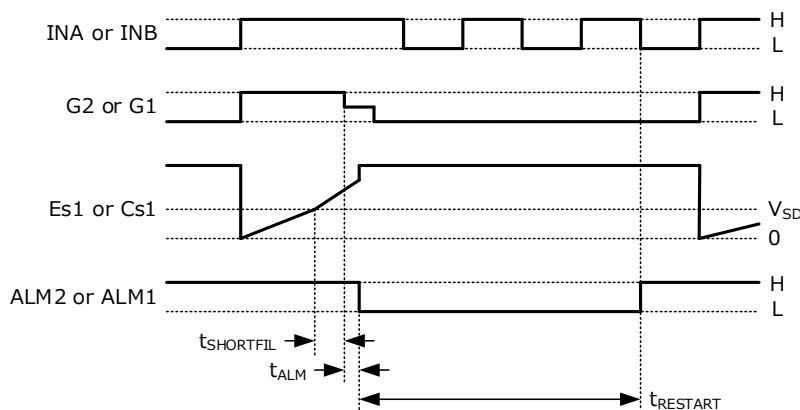 INA or INB
H
L
G2 or G1
H
L
Es1 or Cs1
VSD
0
ALM2 or ALM1
H
L
tSHORTFIL
tALM
tRESTART